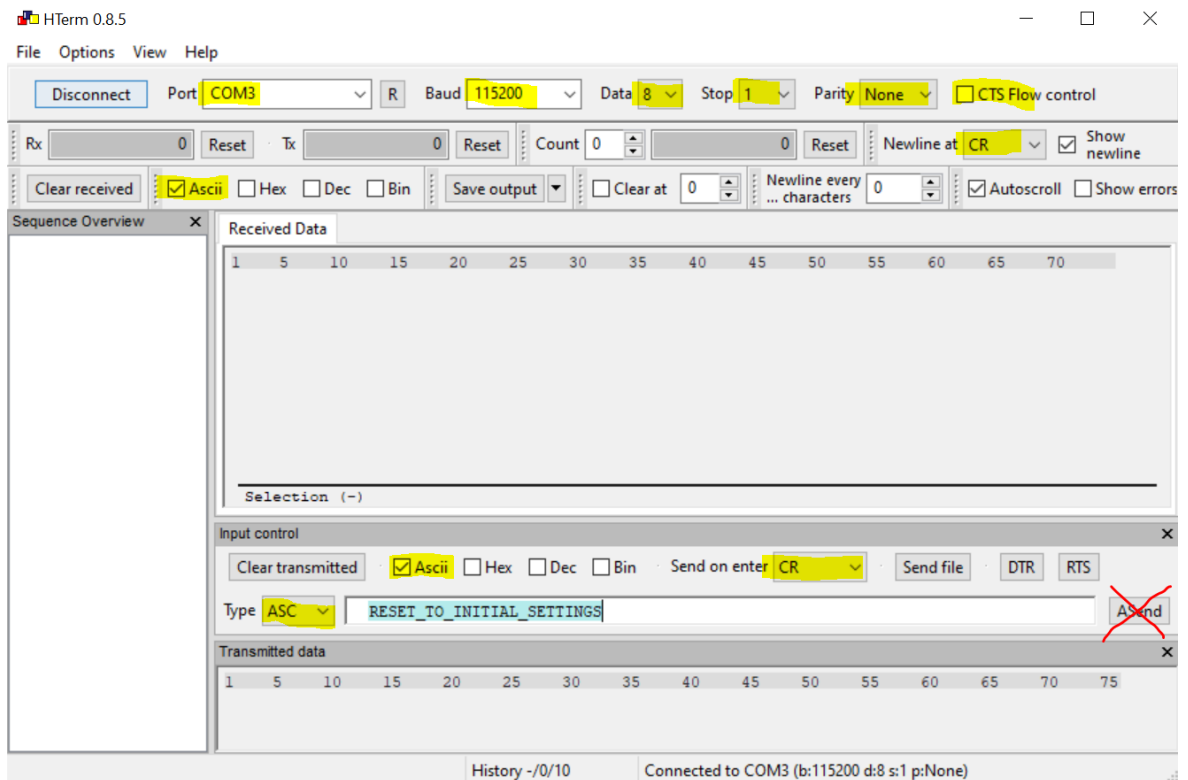 HTerm 0.8.5
File Options View Help
Disconnect Port COM3 R Baud 115200 Data 8 Stop 1 Parity None CTS Flow control
Rx 0 Reset Tx 0 Reset Count 0 0 Reset Newline at CR Show newline
Clear received Ascii Hex Dec Bin Save output Clear at 0 Newline every ... characters 0 Autoscroll Show errors
Sequence Overview
Received Data
1 5 10 15 20 25 30 35 40 45 50 55 60 65 70
Selection (-)
Input control
Clear transmitted Ascii Hex Dec Bin Send on enter CR Send file DTR RTS
Type ASC RESET_TO_INITIAL_SETTINGS ASend
Transmitted data
1 5 10 15 20 25 30 35 40 45 50 55 60 65 70 75
History -/0/10 Connected to COM3 (b:115200 d:8 s:1 p:None)